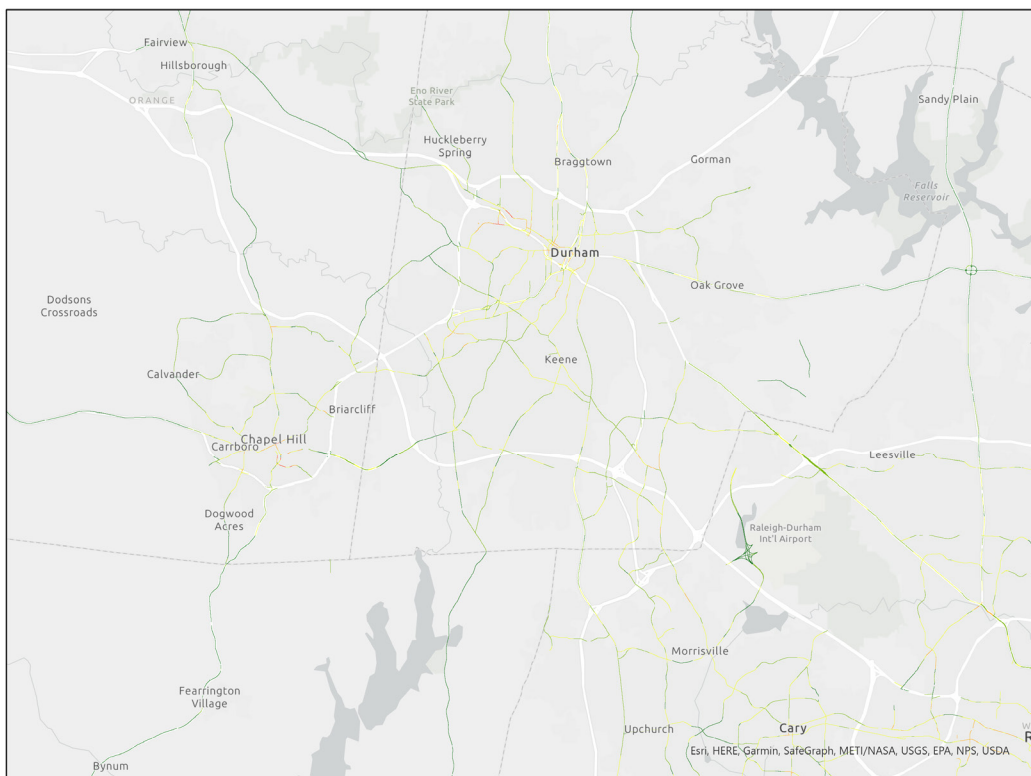 Fairview
Hillsborough
ORANGE
Eno River
State Park
Sandy Plain
Huckleberry
Spring
Braggtown
Gorman
Falls
Reservoir
Durham
Oak Grove
Dodsons
Crossroads
Keene
Calvander
Briarcliff
Chapel Hill
Carrboro
Leesville
Dogwood
Acres
Raleigh-Durham
Int'l Airport
Morrisville
Fearrington
Village
Upchurch
Cary
W
R
Esri, HERE, Garmin, SafeGraph, METI/NASA, USGS, EPA, NPS, USDA
Bynum